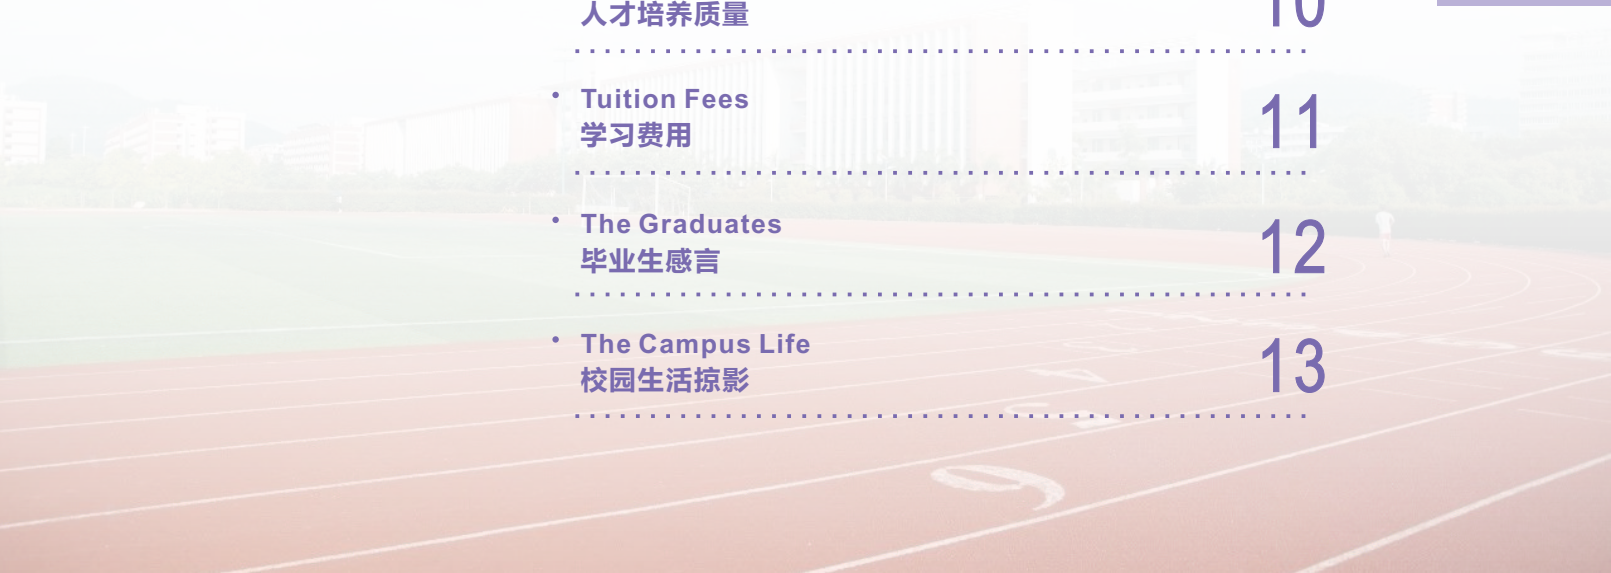 人才培养质量
10
• Tuition Fees
学习费用
11
• The Graduates
毕业生感言
12
• The Campus Life
校园生活掠影
13